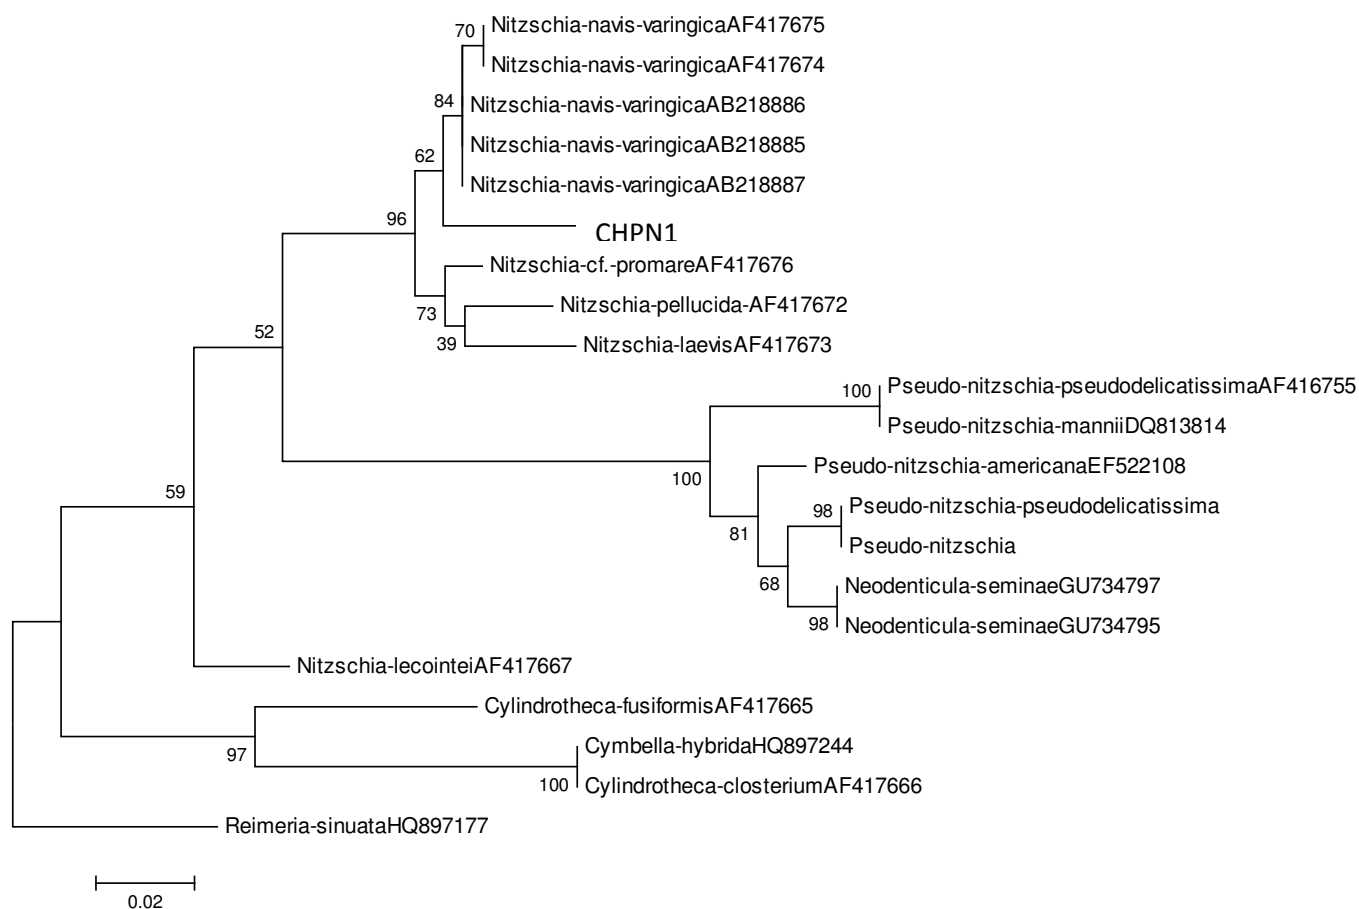 70
Nitzschia-navis-varingicaAF417675
Nitzschia-navis-varingicaAF417674
84
Nitzschia-navis-varingicaAB218886
Nitzschia-navis-varingicaAB218885
62
Nitzschia-navis-varingicaAB218887
96
CHPN1
Nitzschia-cf.-promareAF417676
73
Nitzschia-pellucida-AF417672
52
39
Nitzschia-laevisAF417673
100
Pseudo-nitzschia-pseudodelicatissimaAF416755
Pseudo-nitzschia-manniiDQ813814
100
Pseudo-nitzschia-americanaEF522108
59
98
Pseudo-nitzschia-pseudodelicatissima
81
Pseudo-nitzschia
68
Neodenticula-seminaeGU734797
98
Neodenticula-seminaeGU734795
Nitzschia-lecointeiAF417667
Cylindrotheca-fusiformisAF417665
97
Cymbella-hybridaHQ897244
100
Cylindrotheca-closteriumAF417666
Reimeria-sinuataHQ897177
0.02